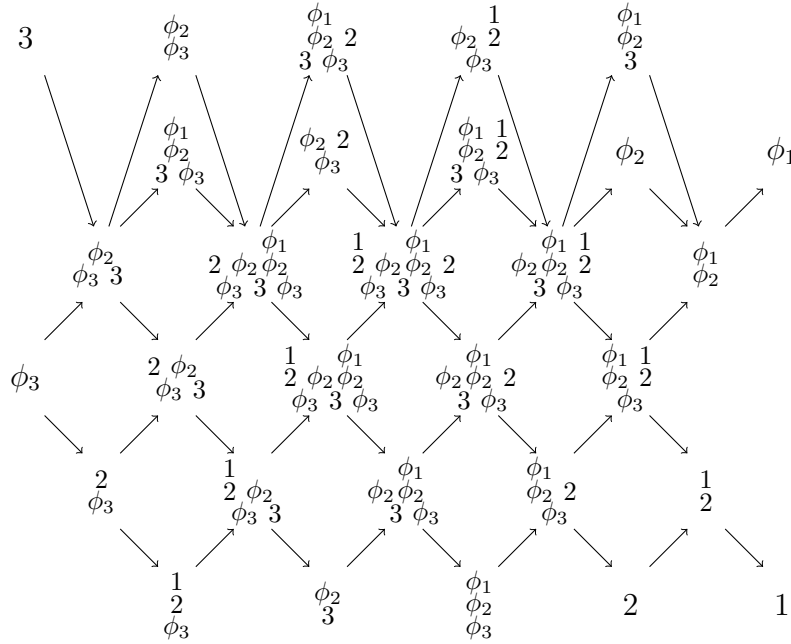 1
ϕ₁ ϕ₁
3 ϕ₂ ϕ₂ 2 ϕ₂ 2 ϕ₂
ϕ₃ 3 ϕ₃ ϕ₃ 3
ϕ₁ ϕ₁ 1
ϕ₂ ϕ₂ 2 ϕ₂ 2 ϕ₂ ϕ₁
3 ϕ₃ ϕ₃ 3 ϕ₃
ϕ₁ 1 ϕ₁ ϕ₁ 1
ϕ₂ 2 ϕ₂ ϕ₂ 2 ϕ₂ ϕ₂ 2 ϕ₂ ϕ₂ 2 ϕ₁
ϕ₃ 3 ϕ₃ 3 ϕ₃ ϕ₃ 3 ϕ₃ 3 ϕ₃ ϕ₂
1 ϕ₁ ϕ₁ ϕ₁ 1
ϕ₃ 2 ϕ₂ 2 ϕ₂ ϕ₂ ϕ₂ ϕ₂ 2 ϕ₂ 2
ϕ₃ 3 ϕ₃ 3 ϕ₃ 3 ϕ₃ ϕ₃
1 ϕ₁ ϕ₁
2 2 ϕ₂ ϕ₂ ϕ₂ ϕ₂ 2 1
ϕ₃ ϕ₃ 3 3 ϕ₃ ϕ₃ 2
1 ϕ₁
2 ϕ₂ ϕ₂ 2 1
ϕ₃ 3 ϕ₃